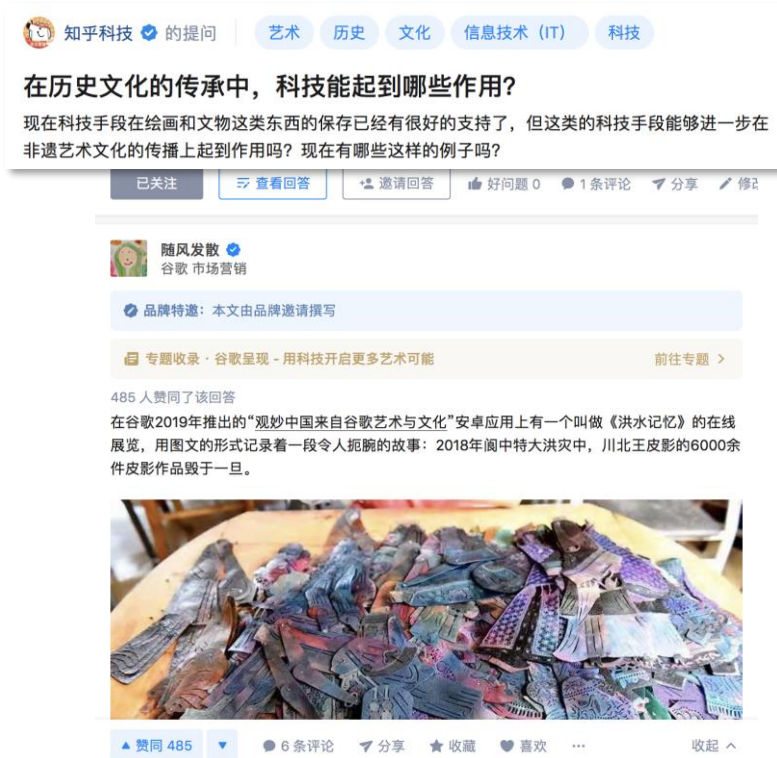 知乎科技 的提问 艺术 历史 文化 信息技术（IT） 科技
在历史文化的传承中，科技能起到哪些作用？
现在科技手段在绘画和文物这类东西的保存已经有很好的支持了，但这类的科技手段能够进一步在
非遗艺术文化的传播上起到作用吗？现在有哪些这样的例子吗？
已关注 查看回答 邀请回答 好问题 0 1 条评论 分享
随风发散
谷歌 市场营销
品牌特邀：本文由品牌邀请撰写
专题收录 · 谷歌呈现 - 用科技开启更多艺术可能 前往专题 >
485 人赞同了该回答
在谷歌2019年推出的“观妙中国来自谷歌艺术与文化”安卓应用上有一个叫做《洪水记忆》的在线
展览，用图文的形式记录着一段令人扼腕的故事：2018年阆中特大洪灾中，川北王皮影的6000余
件皮影作品毁于一旦。
赞同 485 6 条评论 分享 收藏 喜欢 ··· 收起